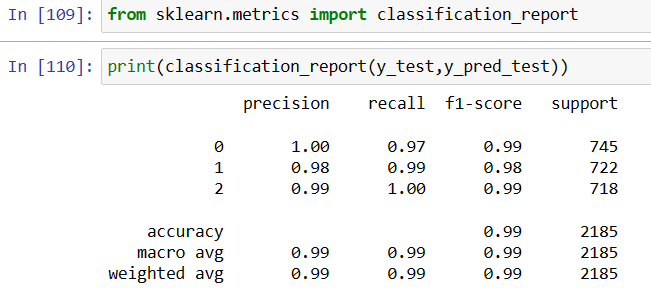 In [109]: from sklearn.metrics import classification_report
In [110]: print(classification_report(y_test,y_pred_test))
precision recall f1-score support
0 1.00 0.97 0.99 745
1 0.98 0.99 0.98 722
2 0.99 1.00 0.99 718
accuracy 0.99 2185
macro avg 0.99 0.99 0.99 2185
weighted avg 0.99 0.99 0.99 2185